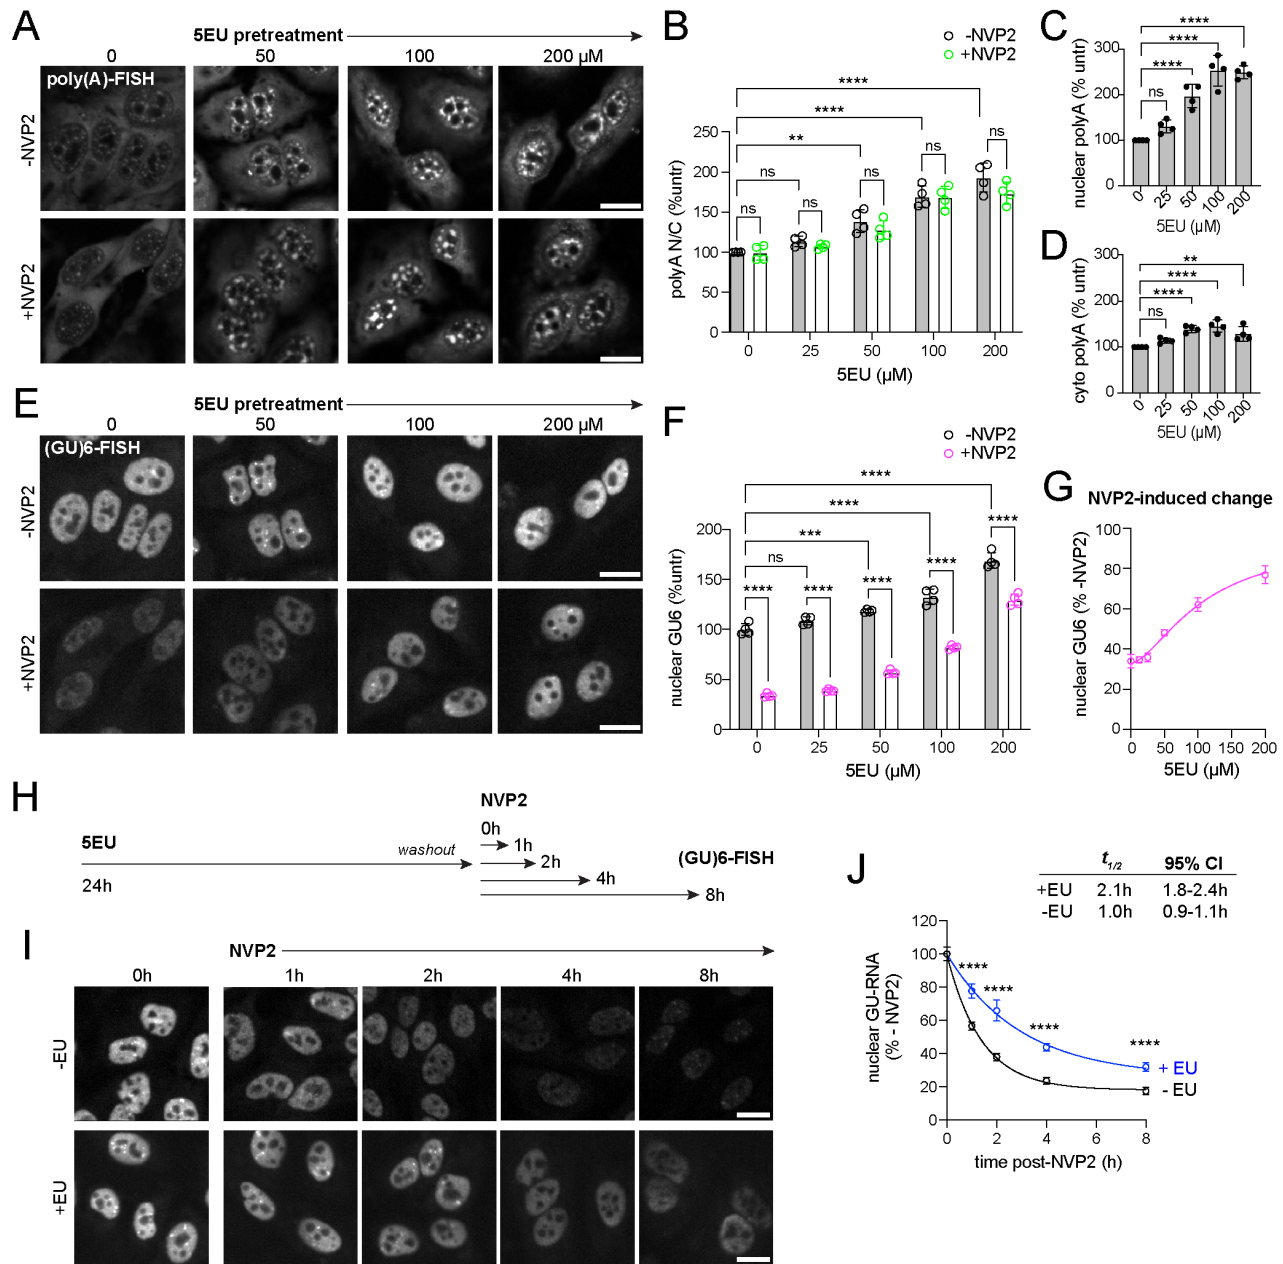 A
5EU pretreatment
0 50 100 200 µM
poly(A)-FISH
-NVP2
+NVP2
B
-NVP2
+NVP2
****
****
**
ns
ns ns ns ns ns
polyA N/C (%untr)
250
200
150
100
50
0
0 25 50 100 200
5EU (µM)
C
****
****
****
ns
nuclear polyA (% untr)
300
200
100
0
0 25 50 100 200
5EU (µM)
D
**
****
****
ns
cyto polyA (% untr)
300
200
100
0
0 25 50 100 200
5EU (µM)
E
5EU pretreatment
0 50 100 200 µM
(GU)6-FISH
-NVP2
+NVP2
F
-NVP2
+NVP2
****
****
***
ns
**** **** **** **** ****
nuclear GU6 (%untr)
200
150
100
50
0
0 25 50 100 200
5EU (µM)
G
NVP2-induced change
nuclear GU6 (% -NVP2)
100
80
60
40
20
0
0 50 100 150 200
5EU (µM)
H
NVP2
0h
5EU
washout
24h
1h
2h
4h
8h
(GU)6-FISH
I
NVP2
0h 1h 2h 4h 8h
-EU
+EU
J
t1/2 95% CI
+EU 2.1h 1.8-2.4h
-EU 1.0h 0.9-1.1h
nuclear GU-RNA
(% - NVP2)
120
100
80
60
40
20
0
****
****
****
****
+ EU
- EU
0 2 4 6 8
time post-NVP2 (h)